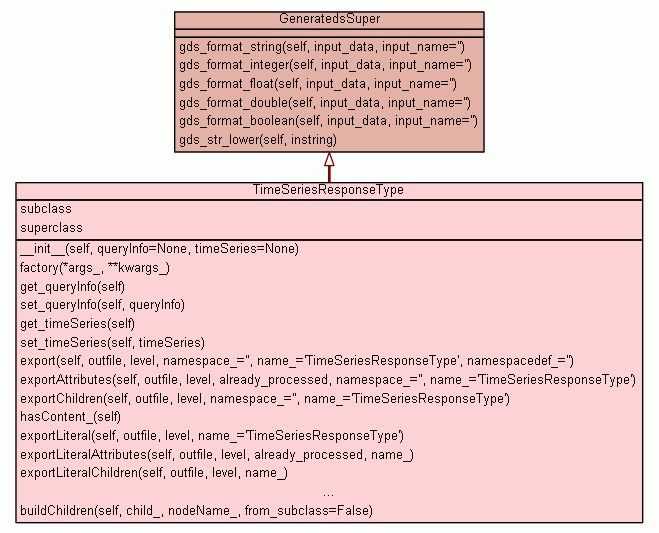 GeneratedsSuper
gds_format_string(self, input_data, input_name='')
gds_format_integer(self, input_data, input_name='')
gds_format_float(self, input_data, input_name='')
gds_format_double(self, input_data, input_name='')
gds_format_boolean(self, input_data, input_name='')
gds_str_lower(self, instring)
TimeSeriesResponseType
subclass
superclass
__init__(self, queryInfo=None, timeSeries=None)
factory(*args_, **kwargs_)
get_queryInfo(self)
set_queryInfo(self, queryInfo)
get_timeSeries(self)
set_timeSeries(self, timeSeries)
export(self, outfile, level, namespace_='', name_='TimeSeriesResponseType', namespacedef_='')
exportAttributes(self, outfile, level, already_processed, namespace_='', name_='TimeSeriesResponseType')
exportChildren(self, outfile, level, namespace_='', name_='TimeSeriesResponseType')
hasContent_(self)
exportLiteral(self, outfile, level, name_='TimeSeriesResponseType')
exportLiteralAttributes(self, outfile, level, already_processed, name_)
exportLiteralChildren(self, outfile, level, name_)
...
buildChildren(self, child_, nodeName_, from_subclass=False)